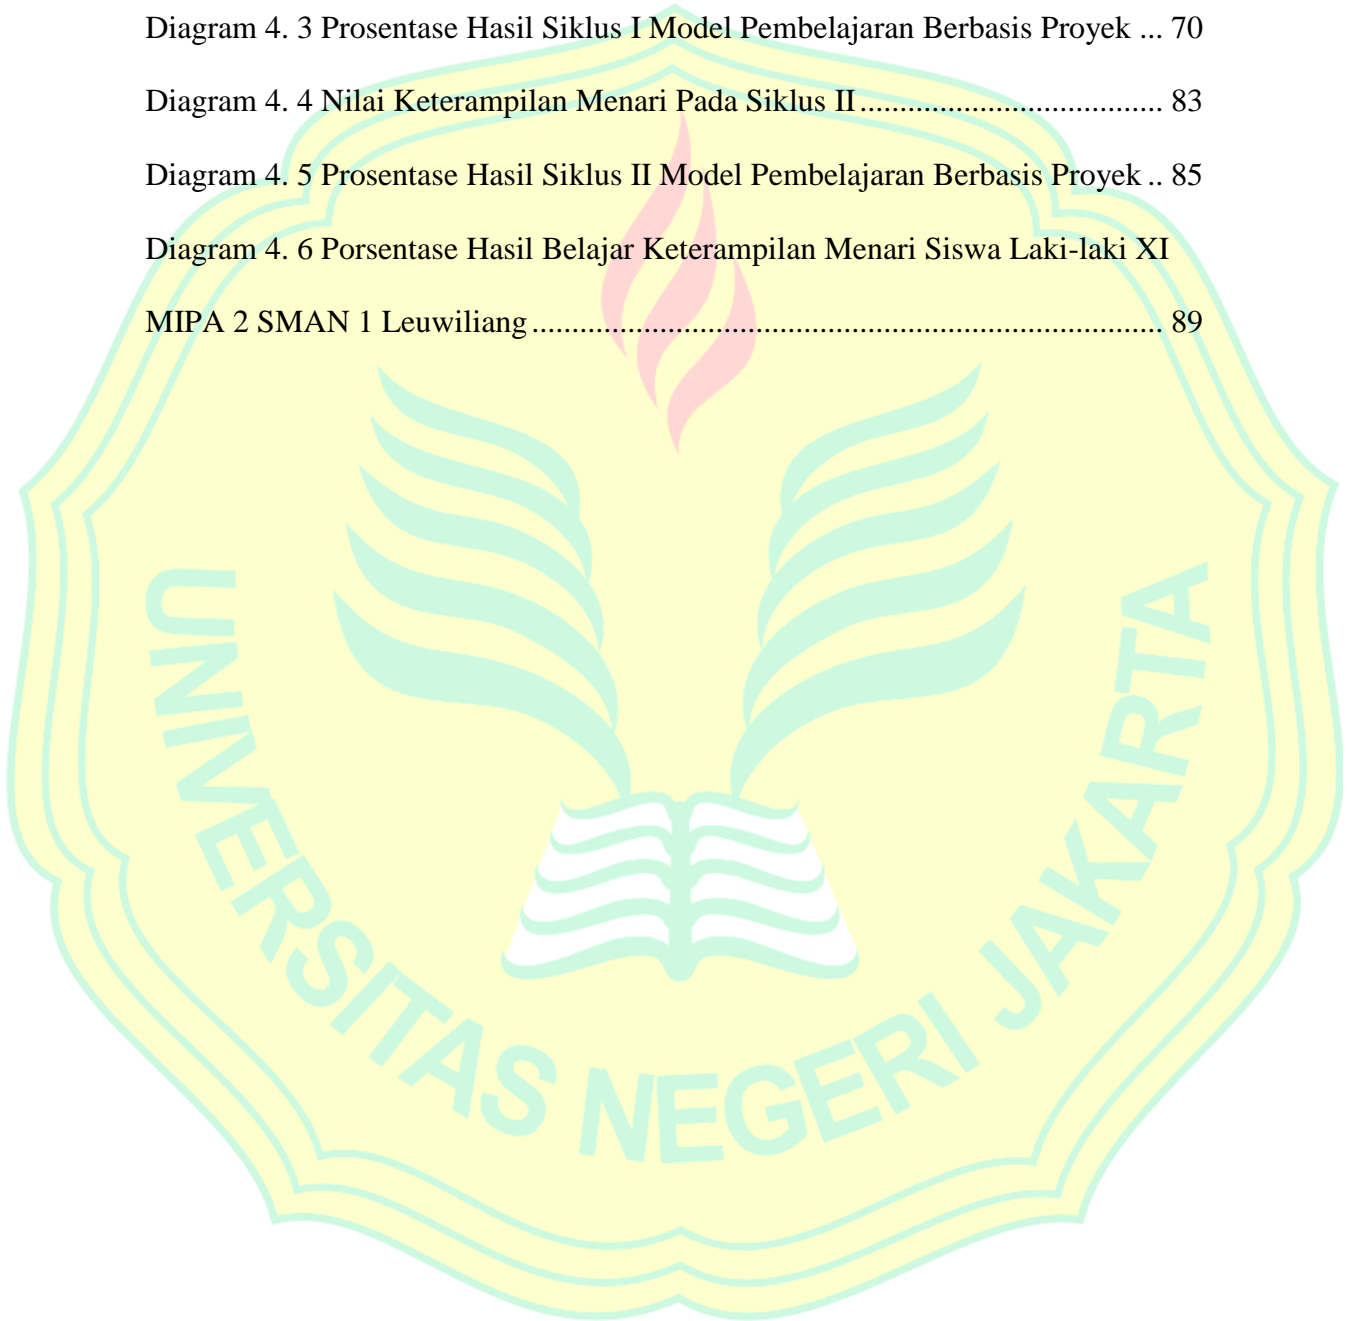 Diagram 4. 3 Prosentase Hasil Siklus I Model Pembelajaran Berbasis Proyek ... 70
Diagram 4. 4 Nilai Keterampilan Menari Pada Siklus II................................... 83
Diagram 4. 5 Prosentase Hasil Siklus II Model Pembelajaran Berbasis Proyek .. 85
Diagram 4. 6 Porsentase Hasil Belajar Keterampilan Menari Siswa Laki-laki XI
MIPA 2 SMAN 1 Leuwiliang......................................................................... 89
UNIVERSITAS NEGERI JAKARTA